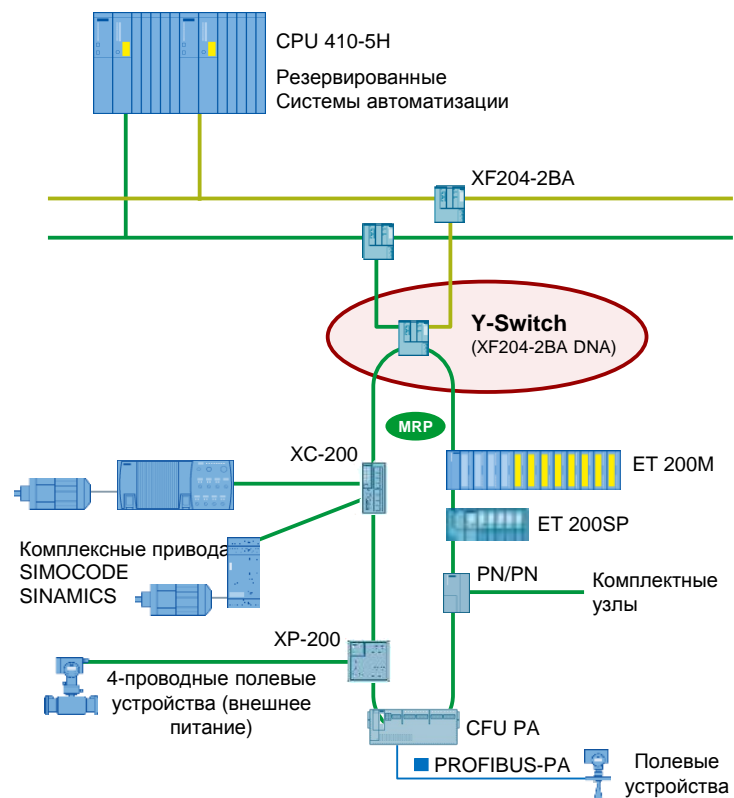 CPU 410-5H
Резервированные
Системы автоматизации
XF204-2BA
Y-Switch
(XF204-2BA DNA)
MRP
XC-200
ET 200M
ET 200SP
Комплексные привода
SIMOCODE
SINAMICS
PN/PN
Комплектные
узлы
XP-200
4-проводные полевые
устройства (внешнее
питание)
CFU PA
PROFIBUS-PA
Полевые
устройства